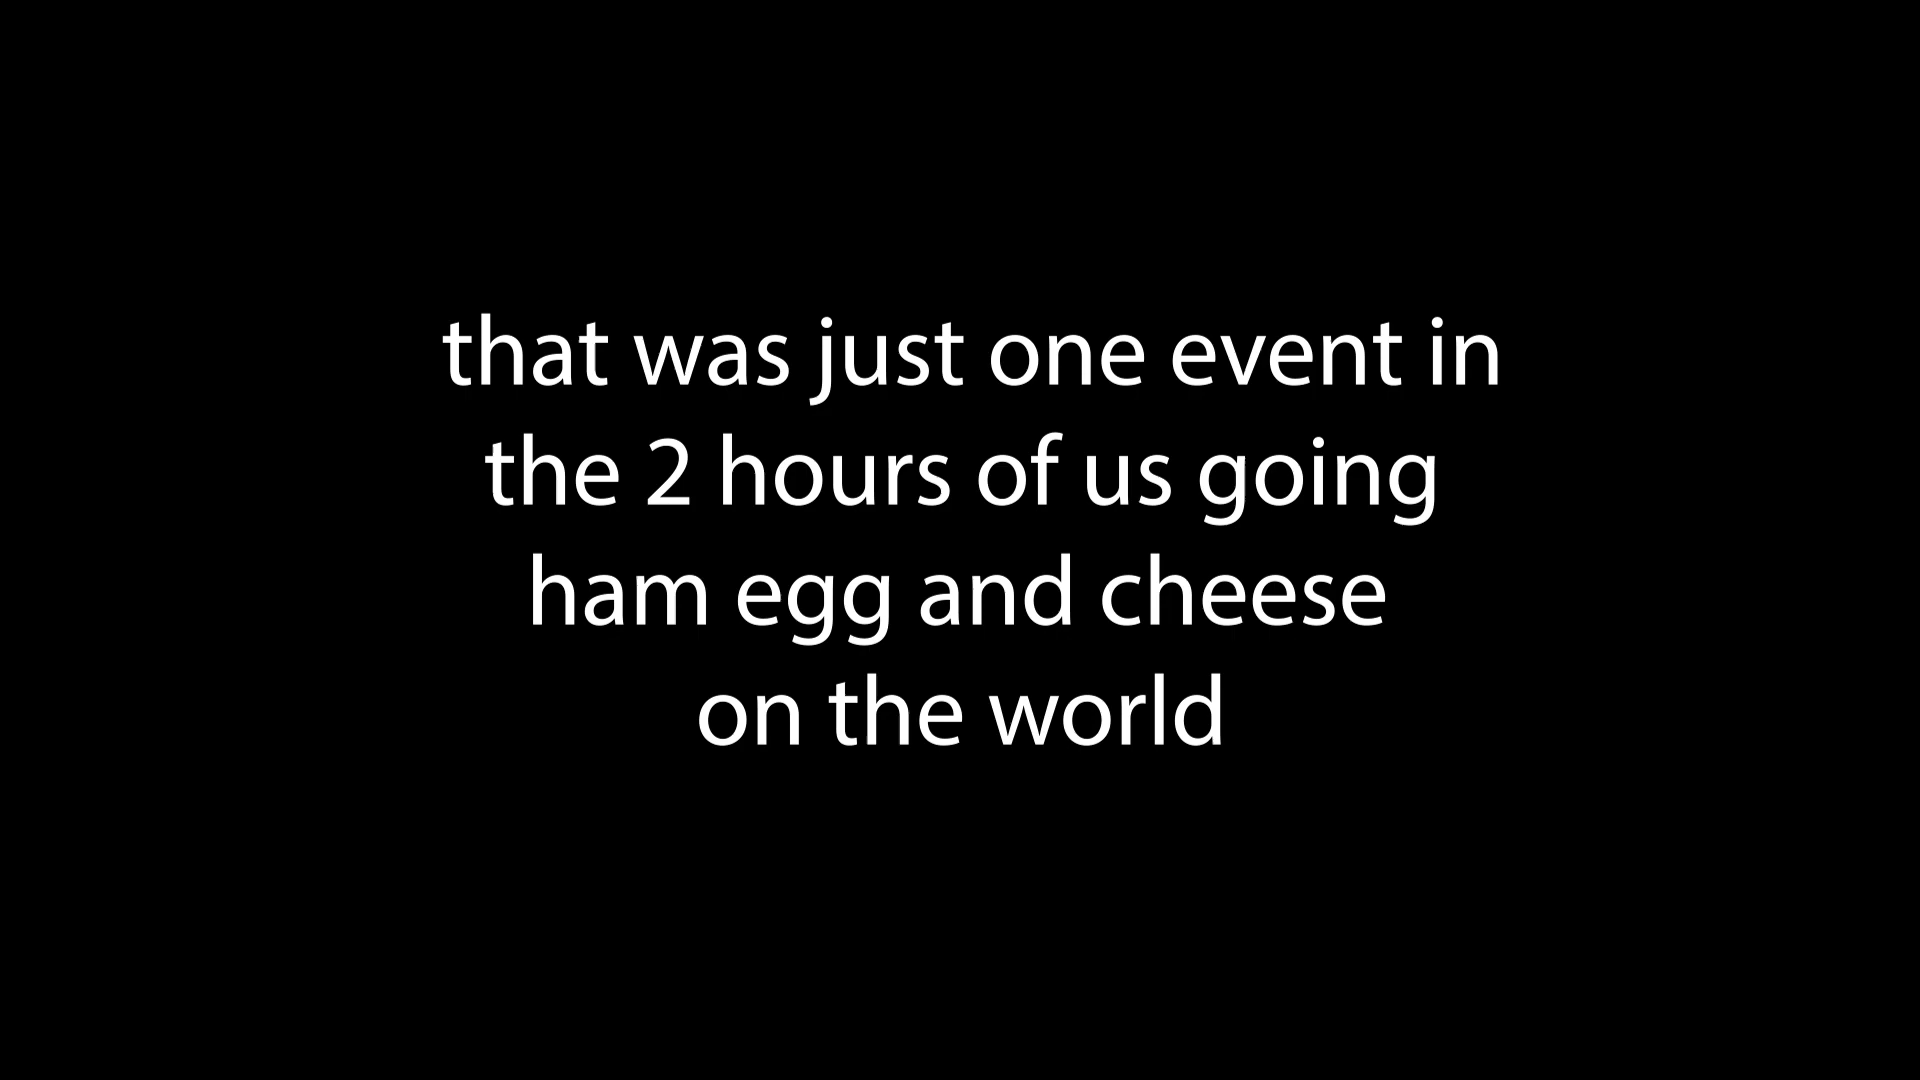 that was just one event in
the 2 hours of us going
ham egg and cheese
on the world